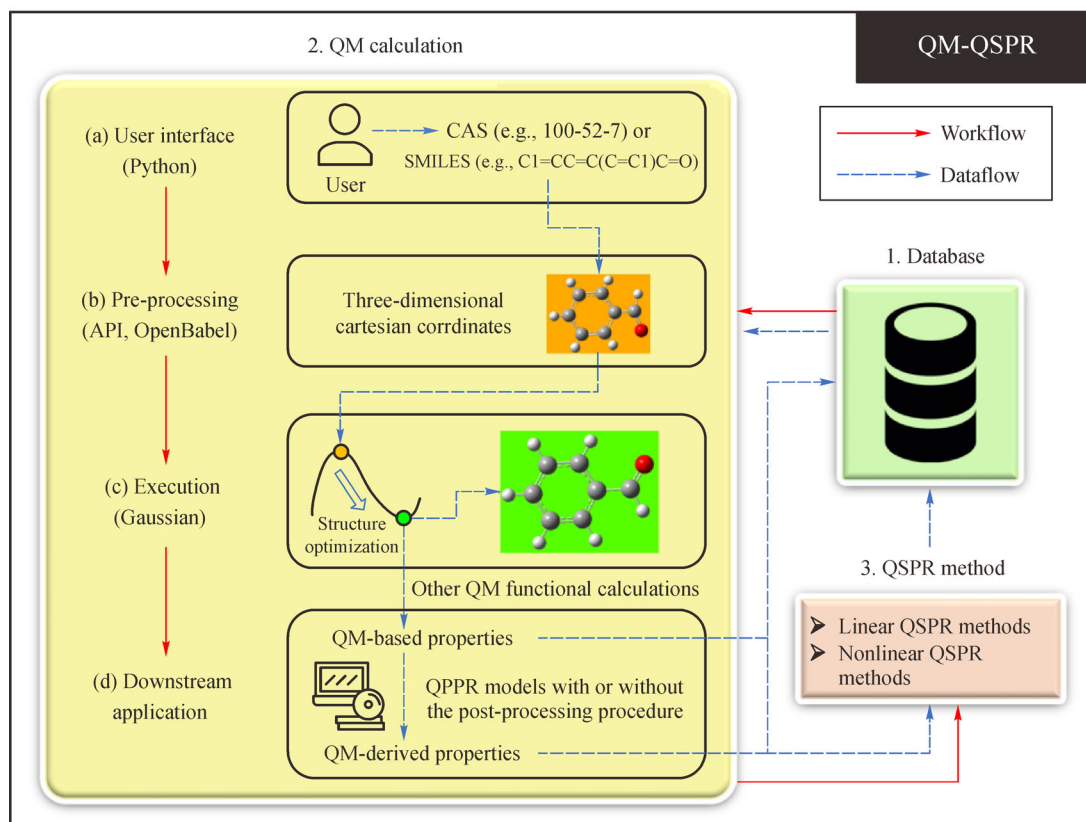 2. QM calculation
QM-QSPR
(a) User interface
(Python)
User
CAS (e.g., 100-52-7) or
SMILES (e.g., C1=CC=C(C=C1)C=O)
Workflow
Dataflow
(b) Pre-processing
(API, OpenBabel)
Three-dimensional
cartesian corrdinates
1. Database
(c) Execution
(Gaussian)
Structure
optimization
Other QM functional calculations
(d) Downstream
application
QM-based properties
QPPR models with or without
the post-processing procedure
QM-derived properties
3. QSPR method
➢ Linear QSPR methods
➢ Nonlinear QSPR
methods